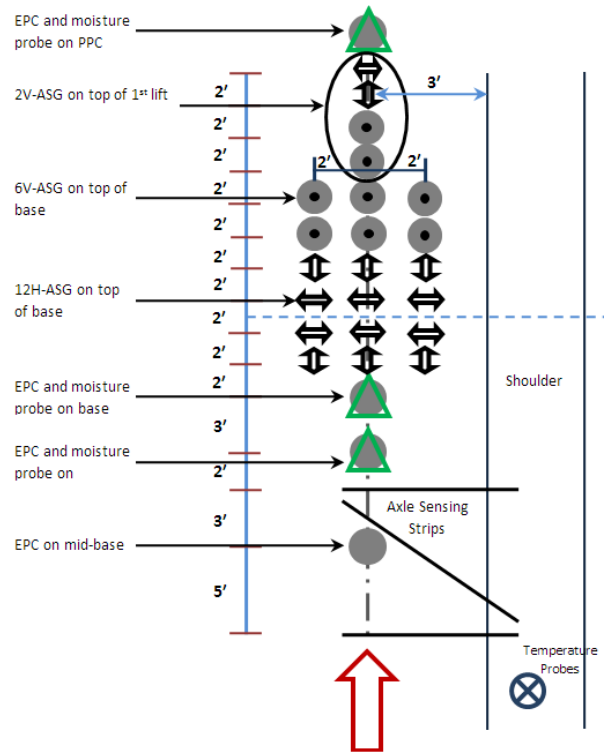 EPC and moisture
probe on PPC
2V-ASG on top of 1st lift
2'
3'
2'
2'
2'
2'
6V-ASG on top of
base
2'
2'
2'
12H-ASG on top
of base
2'
2'
2'
EPC and moisture
probe on base
2'
Shoulder
3'
EPC and moisture
probe on
2'
Axle Sensing
Strips
3'
EPC on mid-base
5'
Temperature
Probes